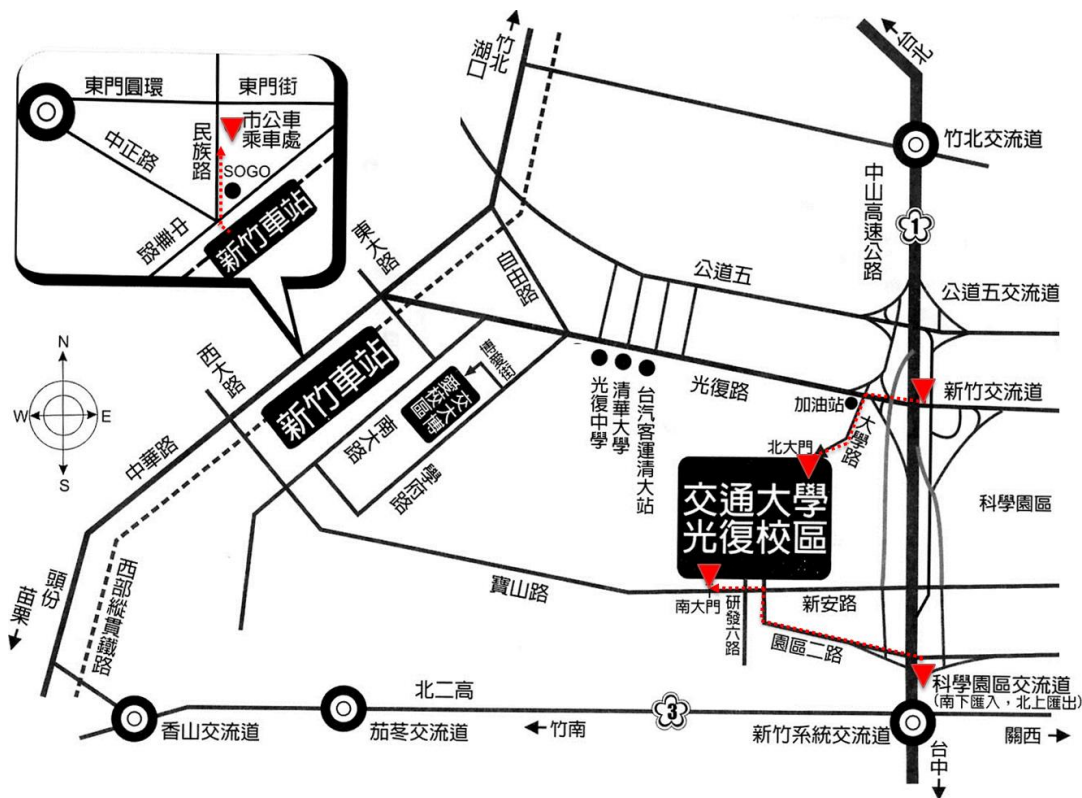 東門圓環
東門街
市公車
乘車處
民族路
中正路
SOGO
中華路
新竹車站
竹北
湖口
台北
竹北交流道
中山高速公路
1
公道五
公道五交流道
東大路
自由路
西大路
新竹車站
博愛街
交大博
愛校區
南大路
學府路
光復中學
清華大學
台汽客運清大站
光復路
加油站
大學路
新竹交流道
北大門
交通大學
光復校區
科學園區
N
W
E
S
中華路
頭份
苗栗
西部縱貫鐵路
寶山路
南大門
研發六路
新安路
園區二路
科學園區交流道
(南下匯入，北上匯出)
北二高
3
香山交流道
茄苳交流道
竹南
新竹系統交流道
關西
台中